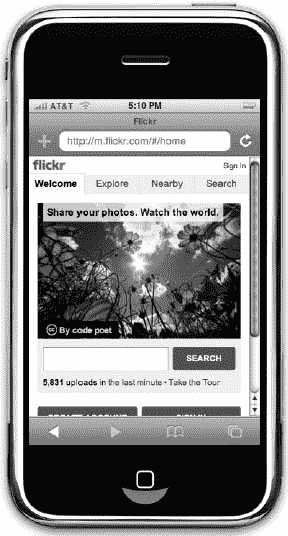 AT&T 5:10 PM
Flickr
http://m.flickr.com/#/home
flickr Sign In
Welcome Explore Nearby Search
Share your photos. Watch the world.
cc By code poet
SEARCH
5,831 uploads in the last minute • Take the Tour